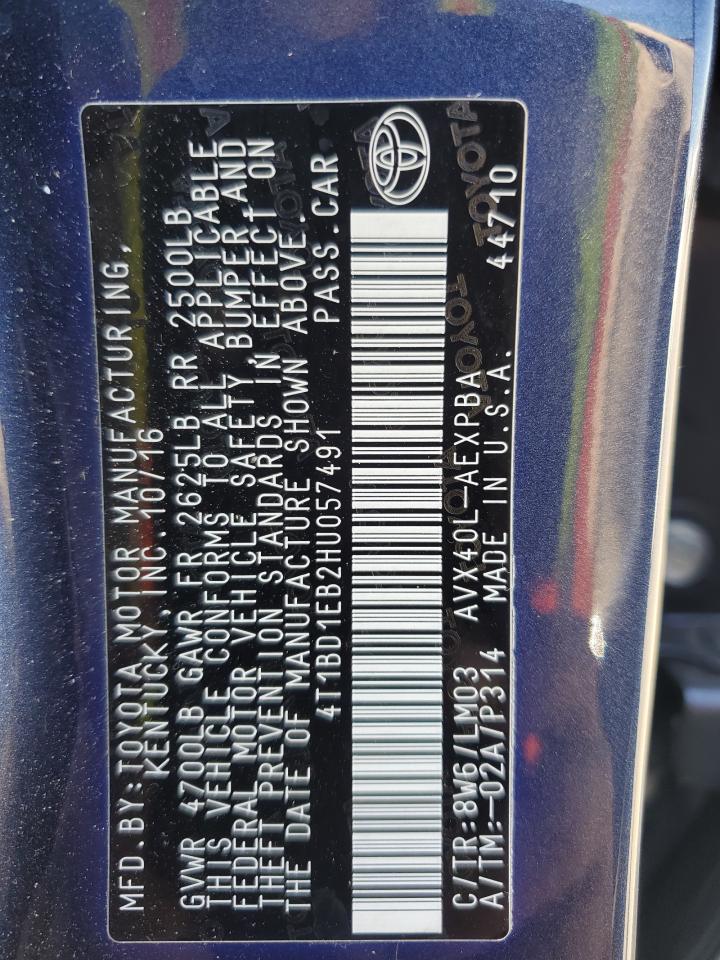 MFD.BY:TOYOTA MOTOR MANUFACTURING,
KENTUCKY, INC.10/16
GVWR 4700LB GAWR FR 2625LB RR 2500LB
THIS VEHICLE CONFORMS TO ALL APPLICABLE
FEDERAL MOTOR VEHICLE SAFETY, BUMPER AND
THEFT PREVENTION STANDARDS IN EFFECT ON
THE DATE OF MANUFACTURE SHOWN ABOVE.
4T1BD1EB2HU057491 PASS.CAR
C/TR:8W6/LM03 AVX40L-AEXPBA 44710
A/TM:-02A/P314 MADE IN U.S.A.
TOYOTA
TOYOTA